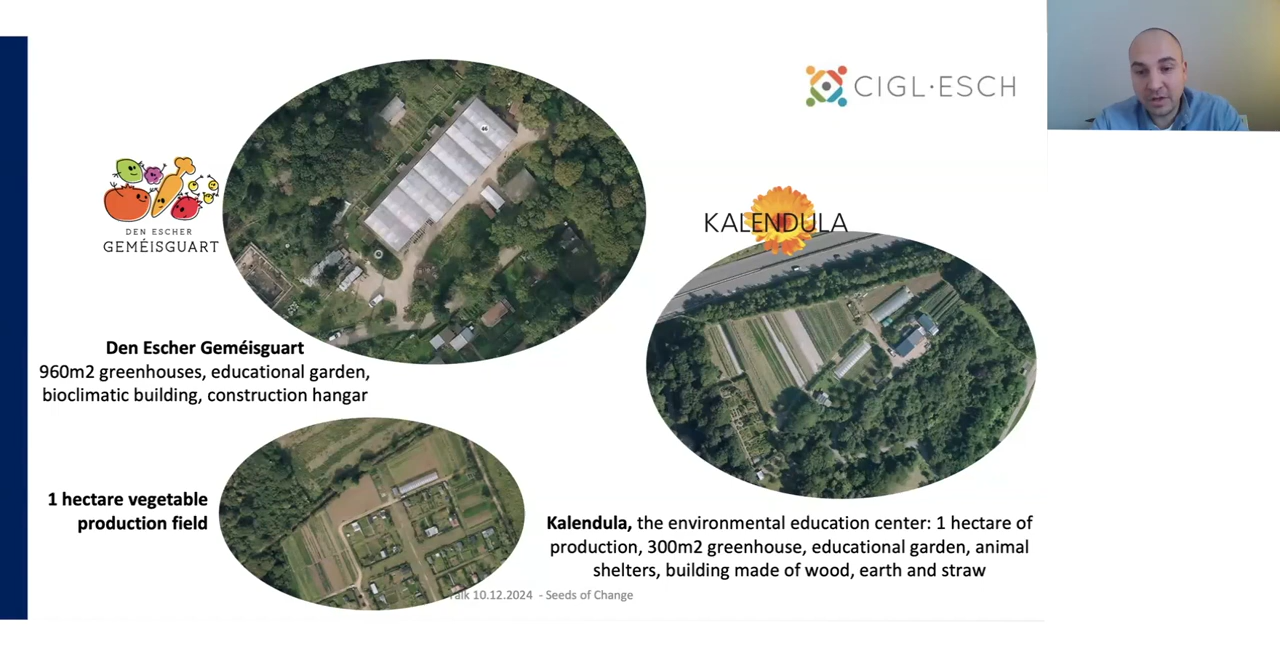 CIGL·ESCH
DEN ESCHER
GEMÉISGUART
KALENDULA
Den Escher Geméisguart
960m2 greenhouses, educational garden,
bioclimatic building, construction hangar
1 hectare vegetable
production field
Kalendula, the environmental education center: 1 hectare of
production, 300m2 greenhouse, educational garden, animal
shelters, building made of wood, earth and straw
10.12.2024 - Seeds of Change